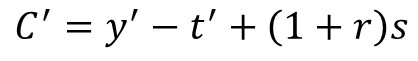 C′ = y′ − t′ + (1 + r)s